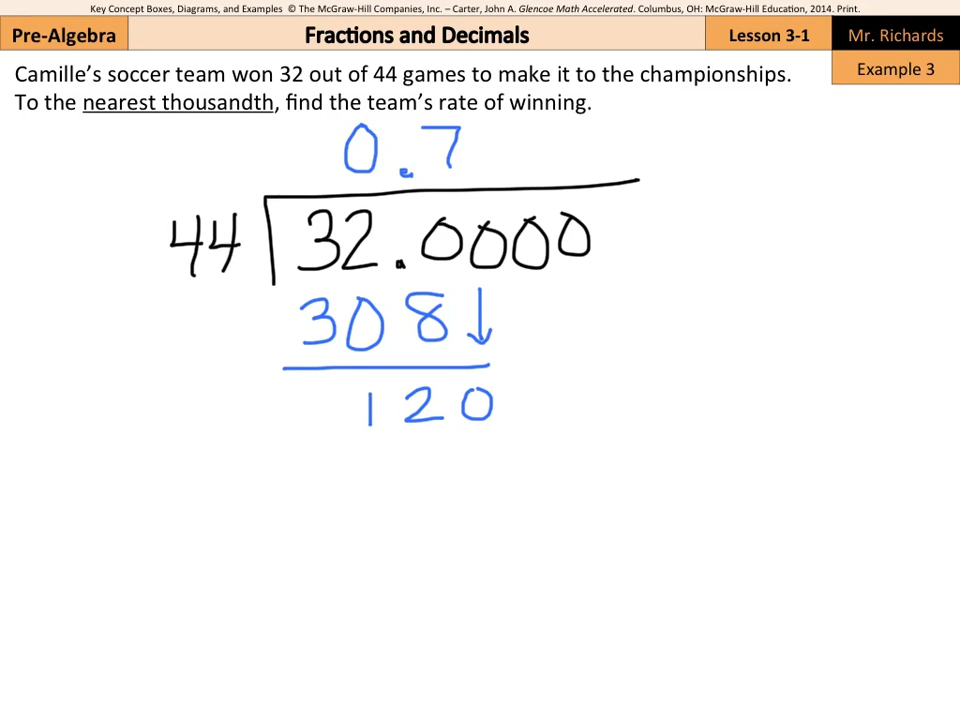 Key Concept Boxes, Diagrams, and Examples © The McGraw-Hill Companies, Inc. – Carter, John A. Glencoe Math Accelerated. Columbus, OH: McGraw-Hill Education, 2014. Print.
Pre-Algebra
Fractions and Decimals
Lesson 3-1
Mr. Richards
Example 3
Camille's soccer team won 32 out of 44 games to make it to the championships.
To the nearest thousandth, find the team's rate of winning.
0.7
44 32.0000
308↓
120